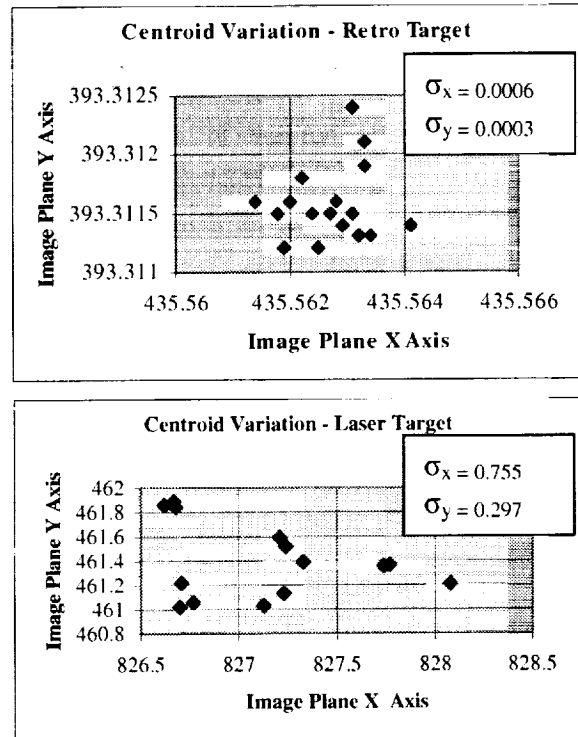 Centroid Variation - Retro Target
σx = 0.0006
σy = 0.0003
Image Plane Y Axis
393.3125
393.312
393.3115
393.311
435.56 435.562 435.564 435.566
Image Plane X Axis
Centroid Variation - Laser Target
σx = 0.755
σy = 0.297
Image Plane Y Axis
462
461.8
461.6
461.4
461.2
461
460.8
826.5 827 827.5 828 828.5
Image Plane X Axis